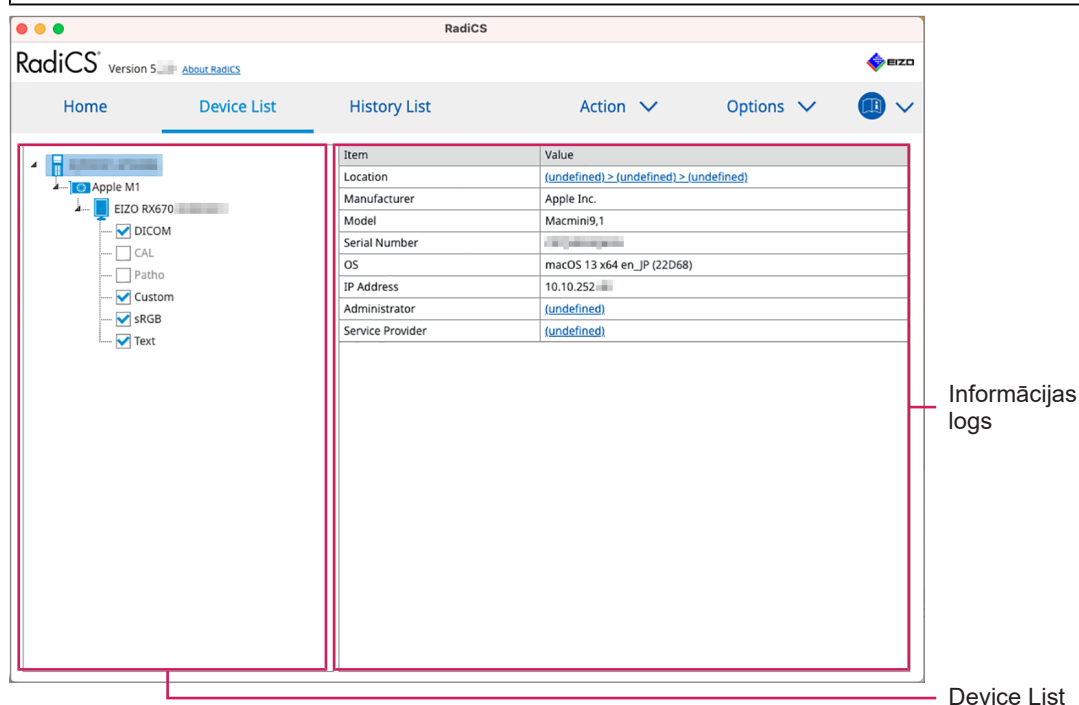 RadiCS
RadiCS Version 5 About RadiCS
EIZO
Home Device List History List Action Options
Apple M1
EIZO RX670
DICOM
CAL
Patho
Custom
sRGB
Text
Item Value
Location (undefined) > (undefined) > (undefined)
Manufacturer Apple Inc.
Model Macmini9,1
Serial Number
OS macOS 13 x64 en_JP (22D68)
IP Address 10.10.252
Administrator (undefined)
Service Provider (undefined)
Informācijas
logs
Device List